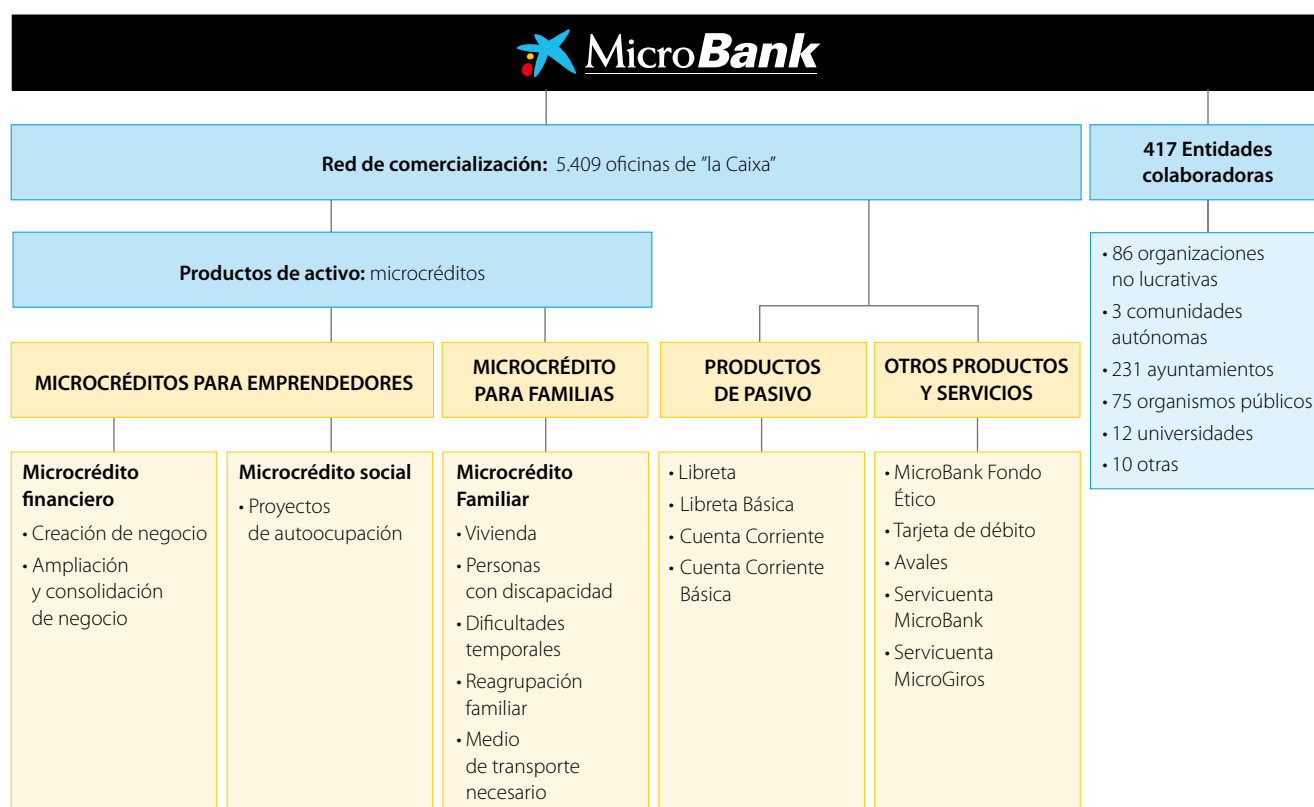 MicroBank
Red de comercialización: 5.409 oficinas de "la Caixa"
417 Entidades
colaboradoras
• 86 organizaciones
no lucrativas
• 3 comunidades
autónomas
• 231 ayuntamientos
• 75 organismos públicos
• 12 universidades
• 10 otras
Productos de activo: microcréditos
MICROCRÉDITOS PARA EMPRENDEDORES
MICROCRÉDITO
PARA FAMILIAS
PRODUCTOS
DE PASIVO
OTROS PRODUCTOS
Y SERVICIOS
Microcrédito
financiero
• Creación de negocio
• Ampliación
y consolidación
de negocio
Microcrédito social
• Proyectos
de autoocupación
Microcrédito
Familiar
• Vivienda
• Personas
con discapacidad
• Dificultades
temporales
• Reagrupación
familiar
• Medio
de transporte
necesario
• Libreta
• Libreta Básica
• Cuenta Corriente
• Cuenta Corriente
Básica
• MicroBank Fondo
Ético
• Tarjeta de débito
• Avales
• Servicuenta
MicroBank
• Servicuenta
MicroGiros